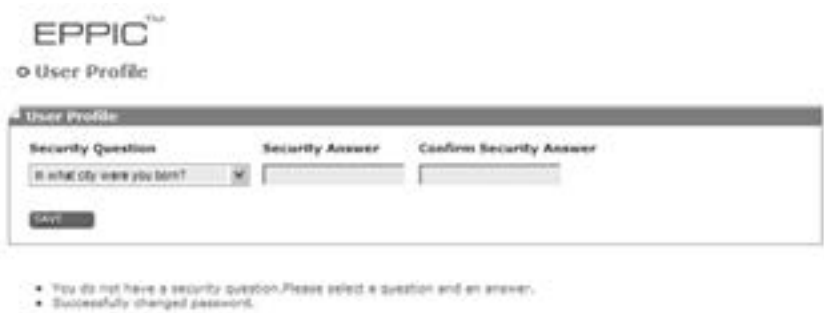 EPPIC™
User Profile
User Profile
Security Question Security Answer Confirm Security Answer
In what city were you born?
SAVE
You do not have a security question.Please select a question and an answer.
Successfully changed password.